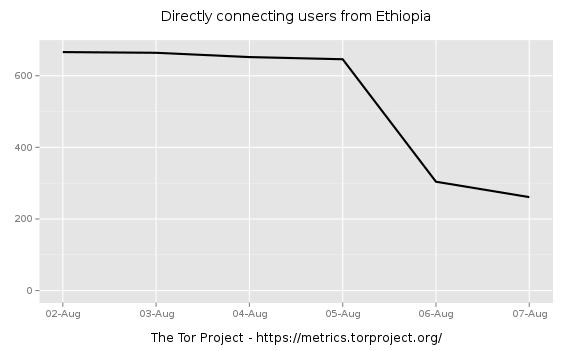 Directly connecting users from Ethiopia
600
400
200
0
02-Aug 03-Aug 04-Aug 05-Aug 06-Aug 07-Aug
The Tor Project - https://metrics.torproject.org/